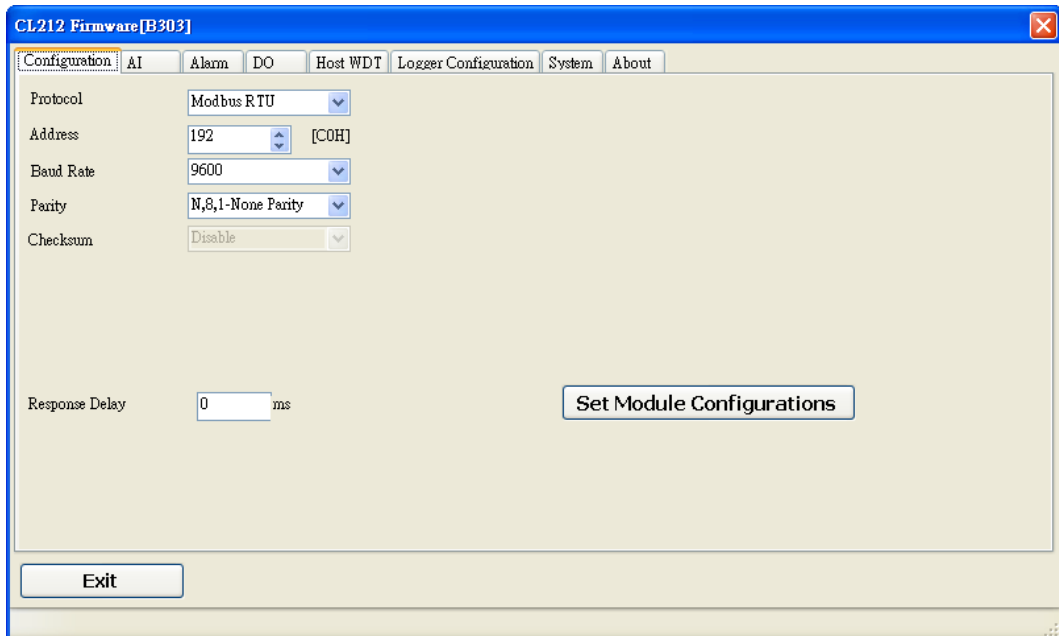 CL212 Firmware[B303]
Configuration AI Alarm DO Host WDT Logger Configuration System About
Protocol Modbus RTU
Address 192 [C0H]
Baud Rate 9600
Parity N,8,1-None Parity
Checksum Disable
Response Delay 0 ms Set Module Configurations
Exit